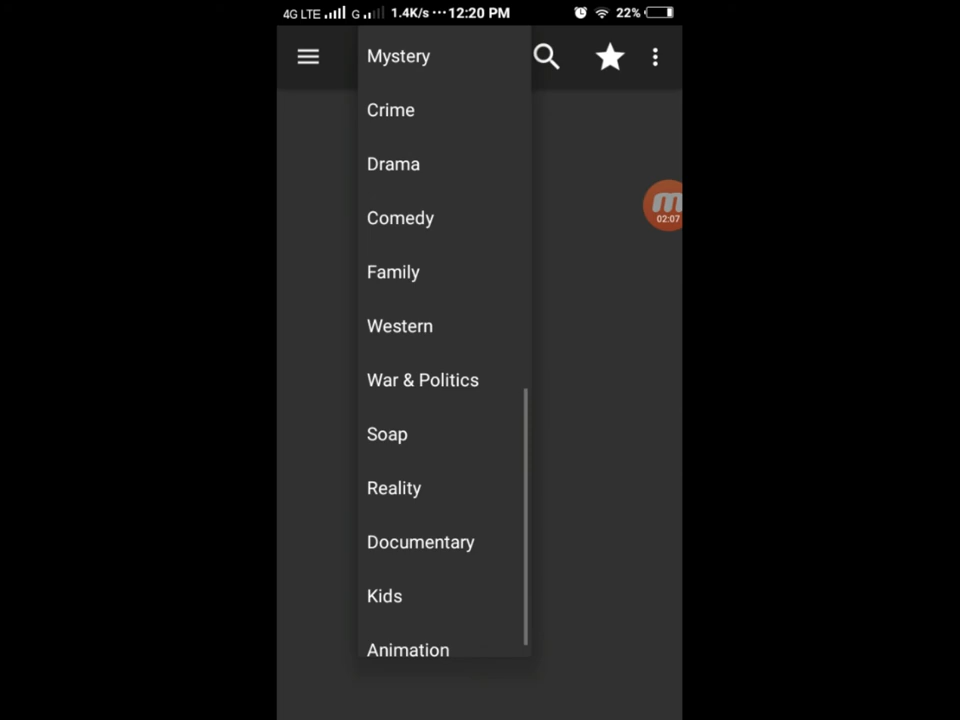 4G LTE G 1.4K/s ••• 12:20 PM 22%
Mystery
Crime
Drama
Comedy
Family
Western
War & Politics
Soap
Reality
Documentary
Kids
Animation
m
02:07